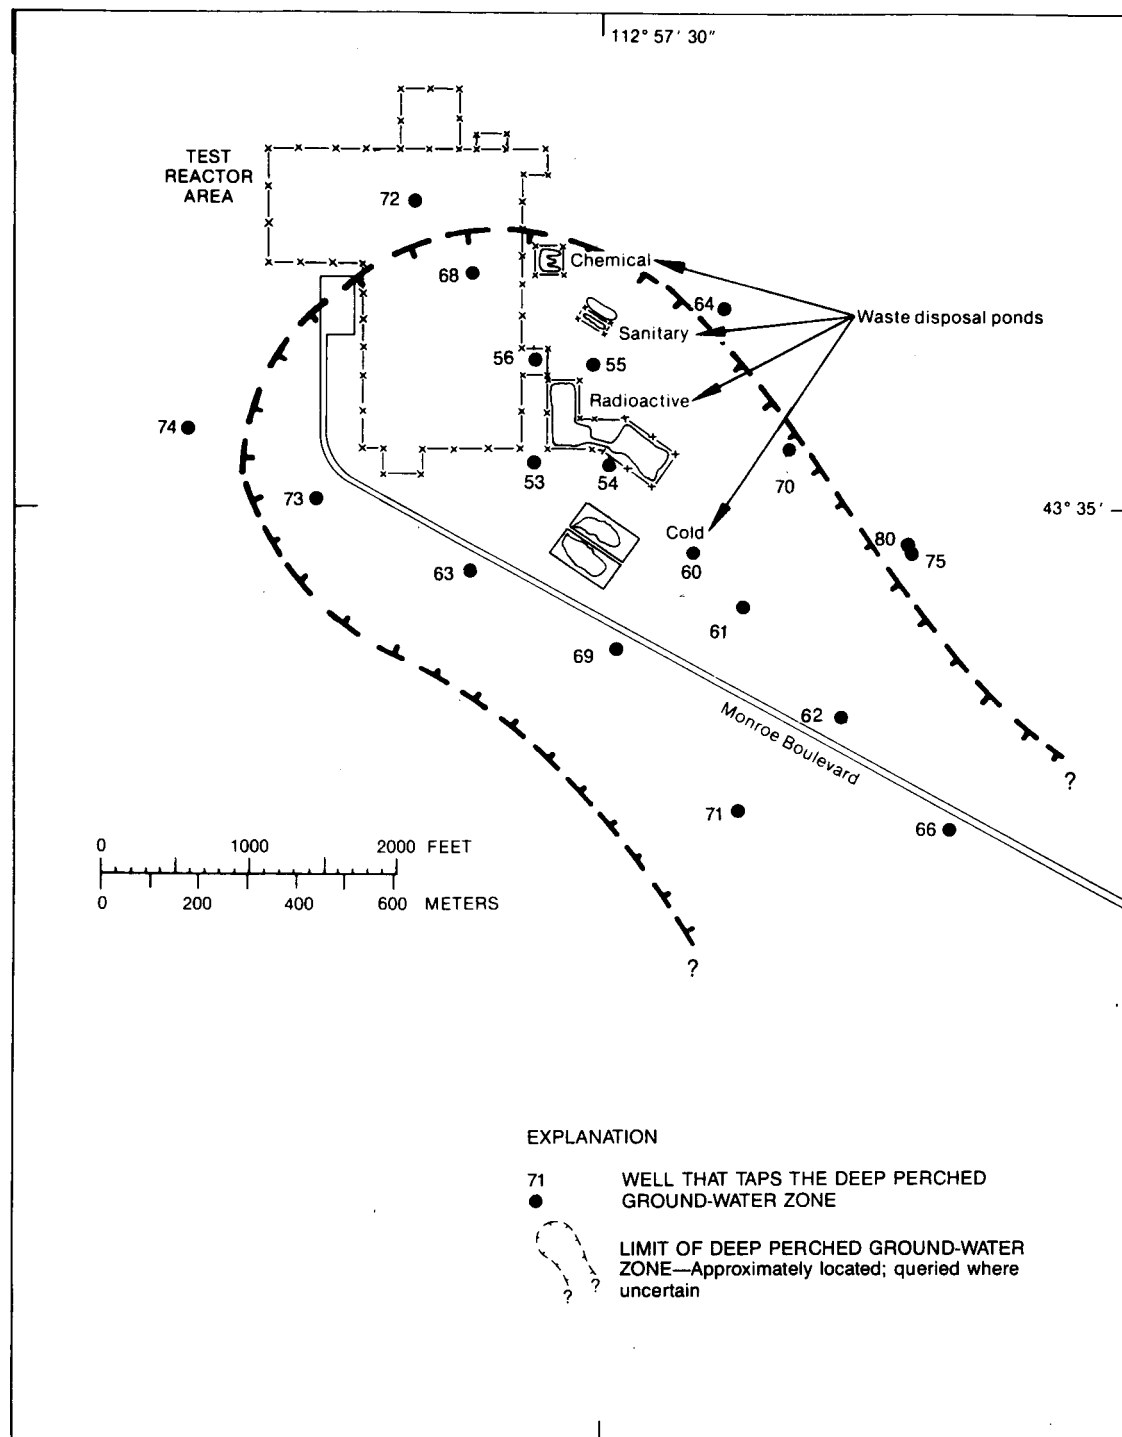 112° 57' 30"
TEST
REACTOR
AREA
72
68
Chemical
64
Waste disposal ponds
Sanitary
56
55
Radioactive
74
53
54
70
73
43° 35'
Cold
80
60
75
63
61
69
62
Monroe Boulevard
?
71
66
0 1000 2000 FEET
0 200 400 600 METERS
?
EXPLANATION
71 WELL THAT TAPS THE DEEP PERCHED
GROUND-WATER ZONE
LIMIT OF DEEP PERCHED GROUND-WATER
ZONE—Approximately located; queried where
uncertain
? ?